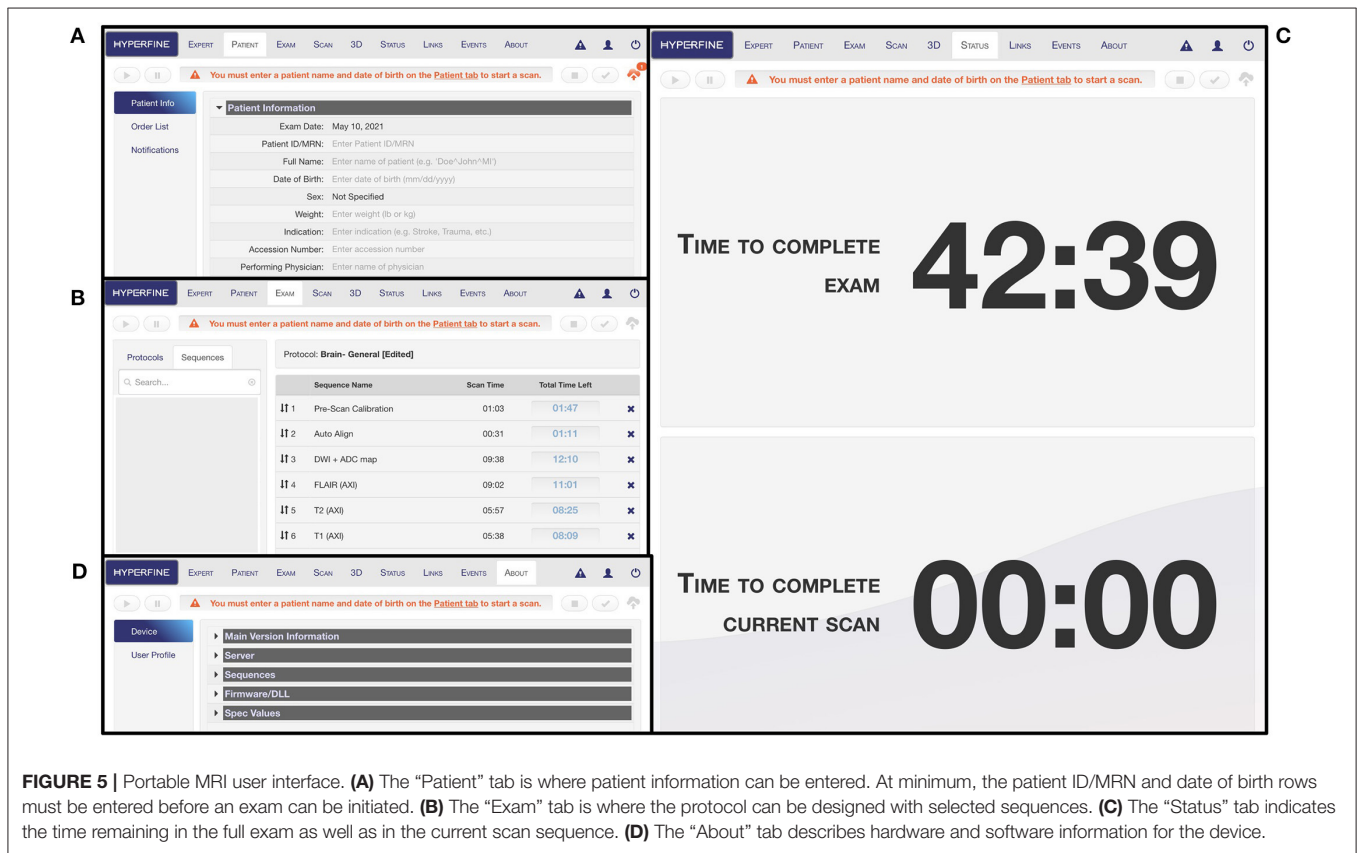 A
HYPERFINE EXPERT PATIENT EXAM SCAN 3D STATUS LINKS EVENTS ABOUT
You must enter a patient name and date of birth on the Patient tab to start a scan. 1
Patient Info
Order List
Notifications
Patient Information
Exam Date: May 10, 2021
Patient ID/MRN: Enter Patient ID/MRN
Full Name: Enter name of patient (e.g. 'Doe^John^MI')
Date of Birth: Enter date of birth (mm/dd/yyyy)
Sex: Not Specified
Weight: Enter weight (lb or kg)
Indication: Enter indication (e.g. Stroke, Trauma, etc.)
Accession Number: Enter accession number
Performing Physician: Enter name of physician
B
HYPERFINE EXPERT PATIENT EXAM SCAN 3D STATUS LINKS EVENTS ABOUT
You must enter a patient name and date of birth on the Patient tab to start a scan.
Protocols Sequences
Search...
Protocol: Brain- General [Edited]
Sequence Name Scan Time Total Time Left
1 Pre-Scan Calibration 01:03 01:47
2 Auto Align 00:31 01:11
3 DWI + ADC map 09:38 12:10
4 FLAIR (AXI) 09:02 11:01
5 T2 (AXI) 05:57 08:25
6 T1 (AXI) 05:38 08:09
C
HYPERFINE EXPERT PATIENT EXAM SCAN 3D STATUS LINKS EVENTS ABOUT
You must enter a patient name and date of birth on the Patient tab to start a scan.
TIME TO COMPLETE
EXAM
42:39
TIME TO COMPLETE
CURRENT SCAN
00:00
D
HYPERFINE EXPERT PATIENT EXAM SCAN 3D STATUS LINKS EVENTS ABOUT
You must enter a patient name and date of birth on the Patient tab to start a scan.
Device
User Profile
Main Version Information
Server
Sequences
Firmware/DLL
Spec Values
FIGURE 5 | Portable MRI user interface. (A) The “Patient” tab is where patient information can be entered. At minimum, the patient ID/MRN and date of birth rows
must be entered before an exam can be initiated. (B) The “Exam” tab is where the protocol can be designed with selected sequences. (C) The “Status” tab indicates
the time remaining in the full exam as well as in the current scan sequence. (D) The “About” tab describes hardware and software information for the device.